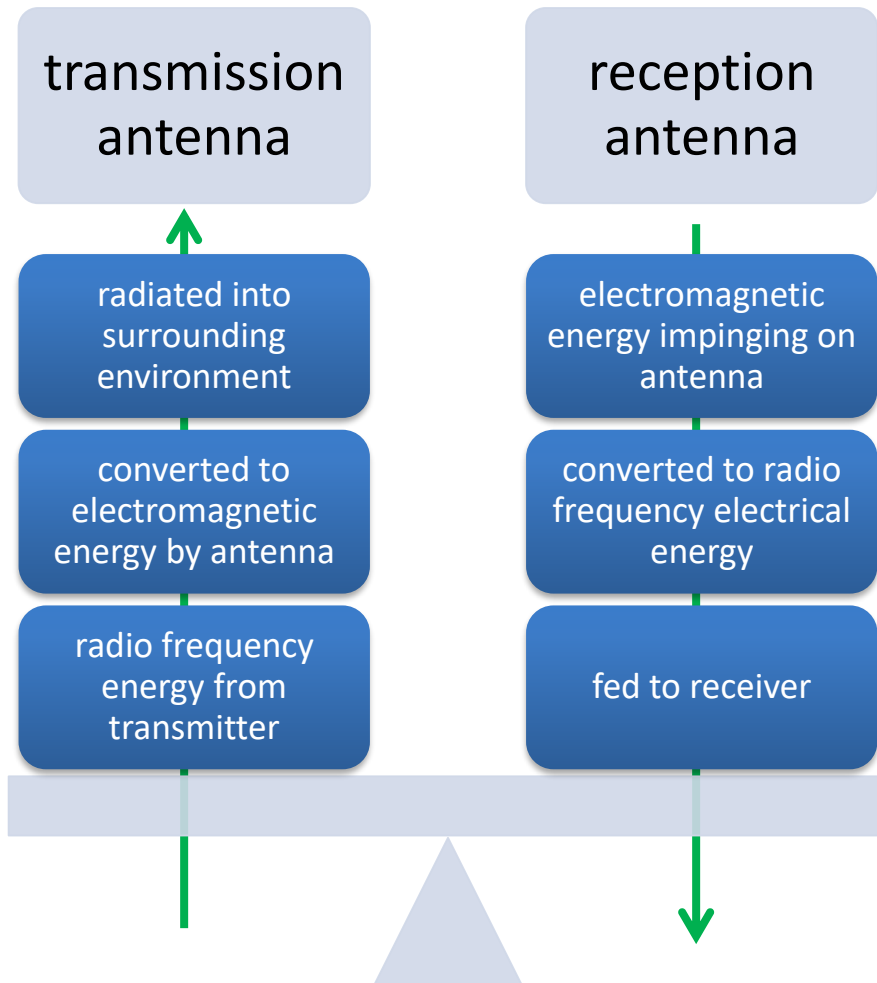 transmission
antenna
radiated into
surrounding
environment
converted to
electromagnetic
energy by antenna
radio frequency
energy from
transmitter
reception
antenna
electromagnetic
energy impinging on
antenna
converted to radio
frequency electrical
energy
fed to receiver